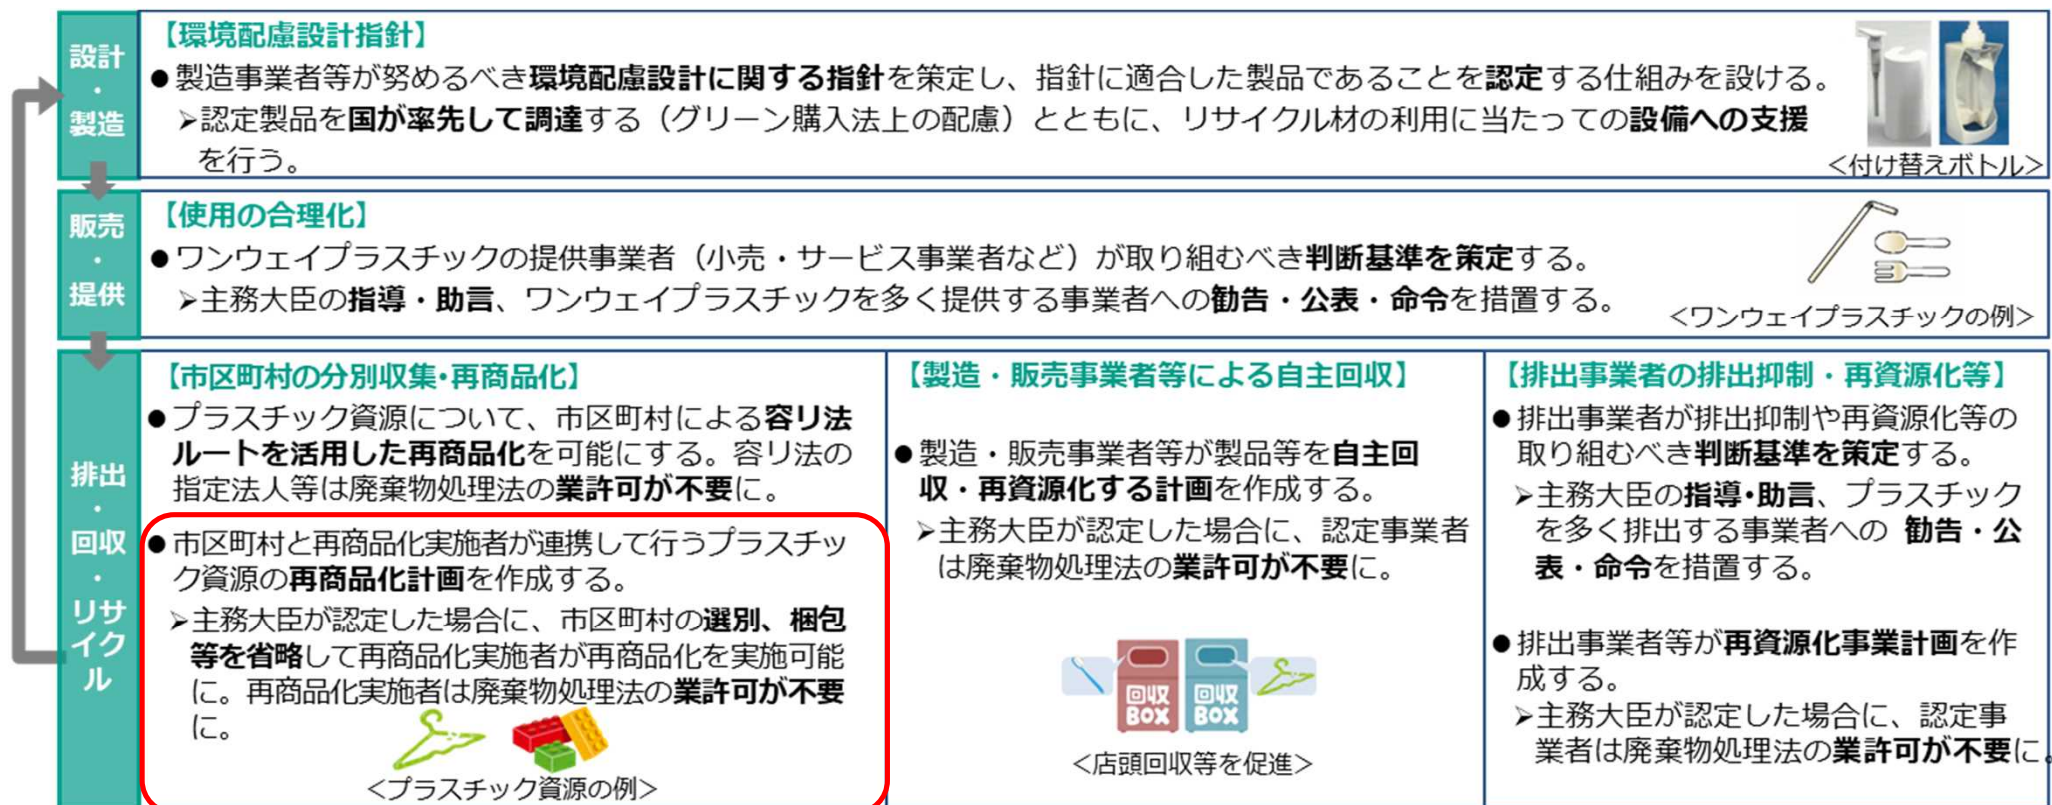 設計
・
製造
【環境配慮設計指針】
●製造事業者等が努めるべき環境配慮設計に関する指針を策定し、指針に適合した製品であることを認定する仕組みを設ける。
➢認定製品を国が率先して調達する（グリーン購入法上の配慮）とともに、リサイクル材の利用に当たっての設備への支援
を行う。
<付け替えボトル>
販売
・
提供
【使用の合理化】
●ワンウェイプラスチックの提供事業者（小売・サービス事業者など）が取り組むべき判断基準を策定する。
➢主務大臣の指導・助言、ワンウェイプラスチックを多く提供する事業者への勧告・公表・命令を措置する。
<ワンウェイプラスチックの例>
排出
・
回収
・
リサ
イク
ル
【市区町村の分別収集･再商品化】
●プラスチック資源について、市区町村による容リ法
ルートを活用した再商品化を可能にする。容リ法の
指定法人等は廃棄物処理法の業許可が不要に。
●市区町村と再商品化実施者が連携して行うプラスチッ
ク資源の再商品化計画を作成する。
➢主務大臣が認定した場合に、市区町村の選別、梱包
等を省略して再商品化実施者が再商品化を実施可能
に。再商品化実施者は廃棄物処理法の業許可が不要
に。
<プラスチック資源の例>
【製造・販売事業者等による自主回収】
●製造・販売事業者等が製品等を自主回
収・再資源化する計画を作成する。
➢主務大臣が認定した場合に、認定事業者
は廃棄物処理法の業許可が不要に。
回収
BOX
回収
BOX
<店頭回収等を促進>
【排出事業者の排出抑制・再資源化等】
●排出事業者が排出抑制や再資源化等の
取り組むべき判断基準を策定する。
➢主務大臣の指導･助言、プラスチック
を多く排出する事業者への 勧告・公
表・命令を措置する。
●排出事業者等が再資源化事業計画を作
成する。
➢主務大臣が認定した場合に、認定事
業者は廃棄物処理法の業許可が不要に。